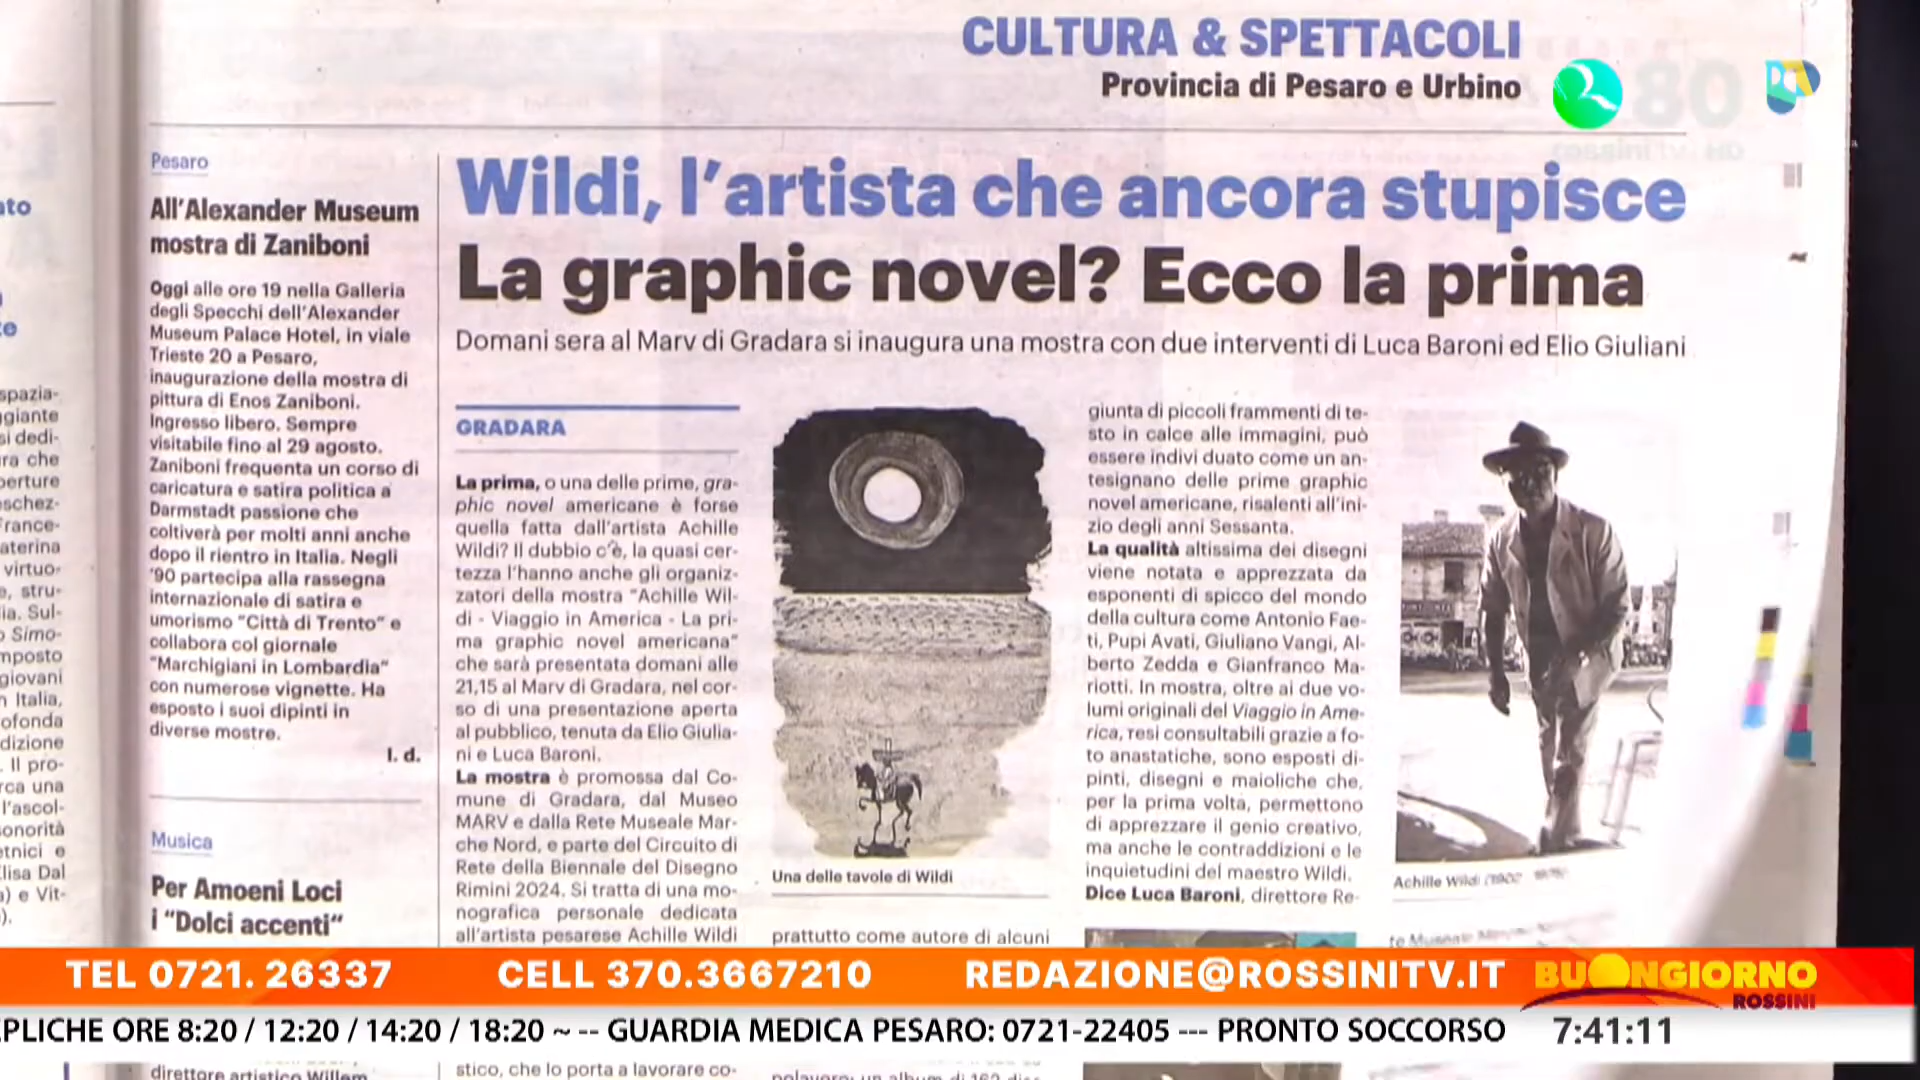 CULTURA & SPETTACOLI
Provincia di Pesaro e Urbino
Pesaro
All'Alexander Museum
mostra di Zaniboni
Oggi alle ore 19 nella Galleria
degli Specchi dell'Alexander
Museum Palace Hotel, in viale
Trieste 20 a Pesaro,
inaugurazione della mostra di
pittura di Enos Zaniboni.
Ingresso libero. Sempre
visitabile fino al 29 agosto.
Zaniboni frequenta un corso di
caricatura e satira politica a
Darmstadt passione che
coltiverà per molti anni anche
dopo il rientro in Italia. Negli
'90 partecipa alla rassegna
internazionale di satira e
umorismo "Città di Trento" e
collabora col giornale
"Marchigiani in Lombardia"
con numerose vignette. Ha
esposto i suoi dipinti in
diverse mostre.
l. d.
Musica
Per Amoeni Loci
i "Dolci accenti"
direttore artistico Willem
Wildi, l'artista che ancora stupisce
La graphic novel? Ecco la prima
Domani sera al Marv di Gradara si inaugura una mostra con due interventi di Luca Baroni ed Elio Giuliani
GRADARA
La prima, o una delle prime, gra-
phic novel americane è forse
quella fatta dall'artista Achille
Wildi? Il dubbio c'è, la quasi cer-
tezza l'hanno anche gli organiz-
zatori della mostra "Achille Wil-
di - Viaggio in America - La pri-
ma graphic novel americana"
che sarà presentata domani alle
21,15 al Marv di Gradara, nel cor-
so di una presentazione aperta
al pubblico, tenuta da Elio Giulia-
ni e Luca Baroni.
La mostra è promossa dal Co-
mune di Gradara, dal Museo
MARV e dalla Rete Museale Mar-
che Nord, e parte del Circuito di
Rete della Biennale del Disegno
Rimini 2024. Si tratta di una mo-
nografica personale dedicata
all'artista pesarese Achille Wildi
stico, che lo porta a lavorare co-
Una delle tavole di Wildi
prattutto come autore di alcuni
giunta di piccoli frammenti di te-
sto in calce alle immagini, può
essere indivi duato come un an-
tesignano delle prime graphic
novel americane, risalenti all'ini-
zio degli anni Sessanta.
La qualità altissima dei disegni
viene notata e apprezzata da
esponenti di spicco del mondo
della cultura come Antonio Fae-
ti, Pupi Avati, Giuliano Vangi, Al-
berto Zedda e Gianfranco Ma-
riotti. In mostra, oltre ai due vo-
lumi originali del Viaggio in Ame-
rica, resi consultabili grazie a fo-
to anastatiche, sono esposti di-
pinti, disegni e maioliche che,
per la prima volta, permettono
di apprezzare il genio creativo,
ma anche le contraddizioni e le
inquietudini del maestro Wildi.
Dice Luca Baroni, direttore Re-
Achille Wildi
TEL 0721. 26337 CELL 370.3667210 REDAZIONE@ROSSINITV.IT BUONGIORNO
ROSSINI
PLICHE ORE 8:20 / 12:20 / 14:20 / 18:20 ~ -- GUARDIA MEDICA PESARO: 0721-22405 --- PRONTO SOCCORSO 7:41:11